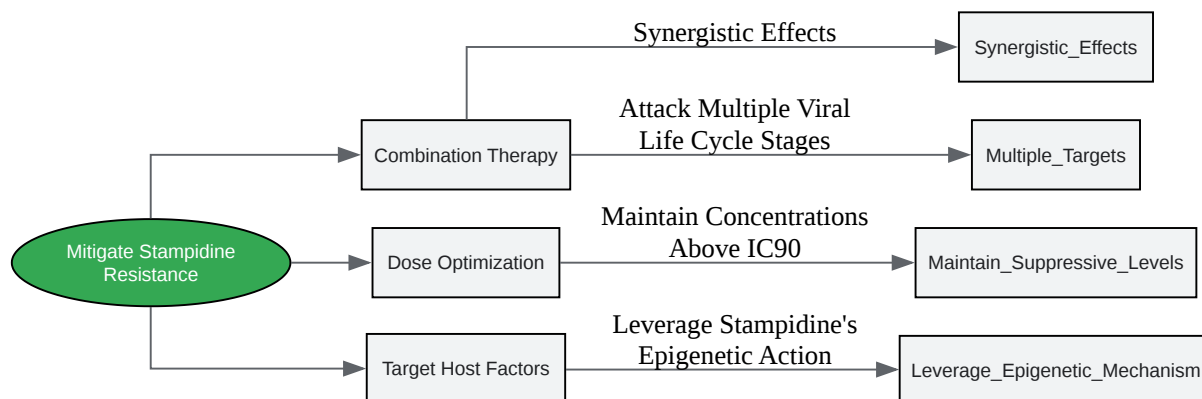 Synergistic Effects
Synergistic_Effects
Attack Multiple Viral
Life Cycle Stages
Combination Therapy
Multiple_Targets
Mitigate Stampidine
Resistance
Maintain Concentrations
Above IC90
Dose Optimization
Maintain_Suppressive_Levels
Leverage Stampidine's
Epigenetic Action
Target Host Factors
Leverage_Epigenetic_Mechanism